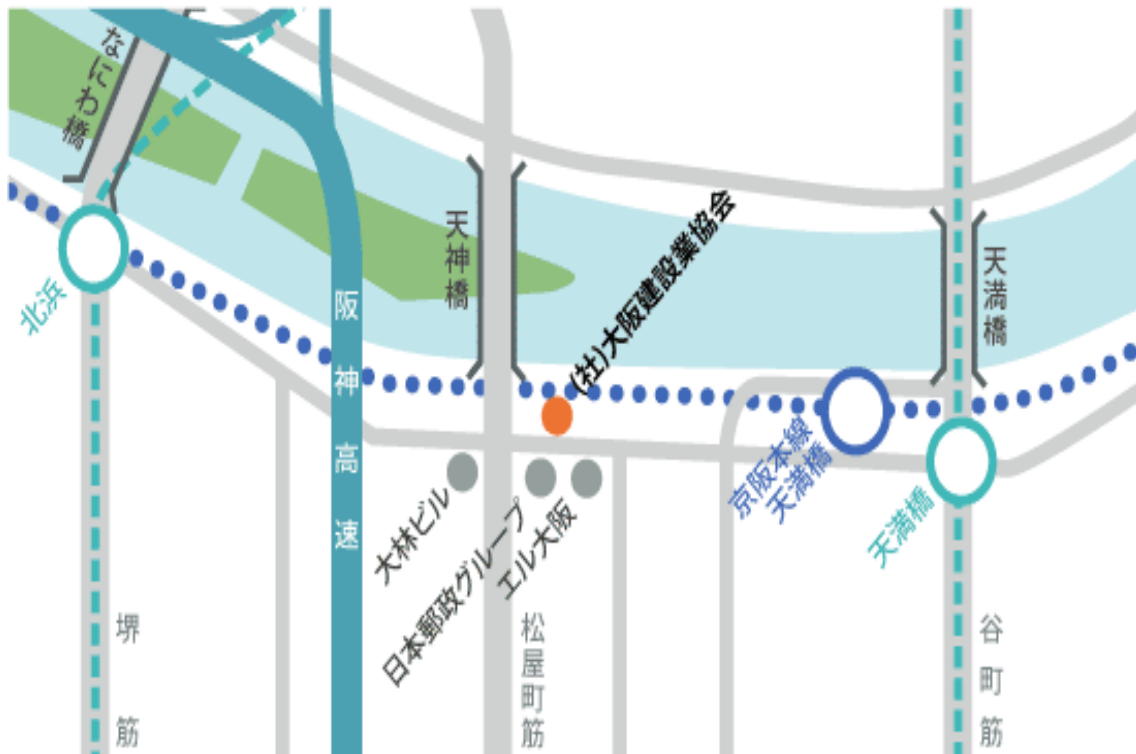 なにわ橋
天神橋
(社)大阪建設業協会
天満橋
北浜
阪神高速
京阪本線
天満橋
天満橋
大林ビル
日本郵政グループ
エル大阪
堺筋
松屋町筋
谷町筋